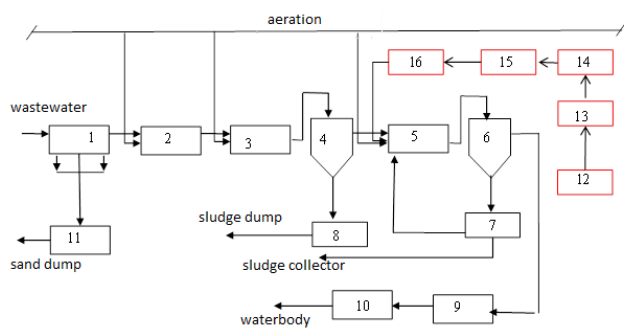 aeration
16
15
14
wastewater
1
2
3
4
5
6
13
12
sludge dump
8
7
11
sand dump
sludge collector
10
9
waterbody